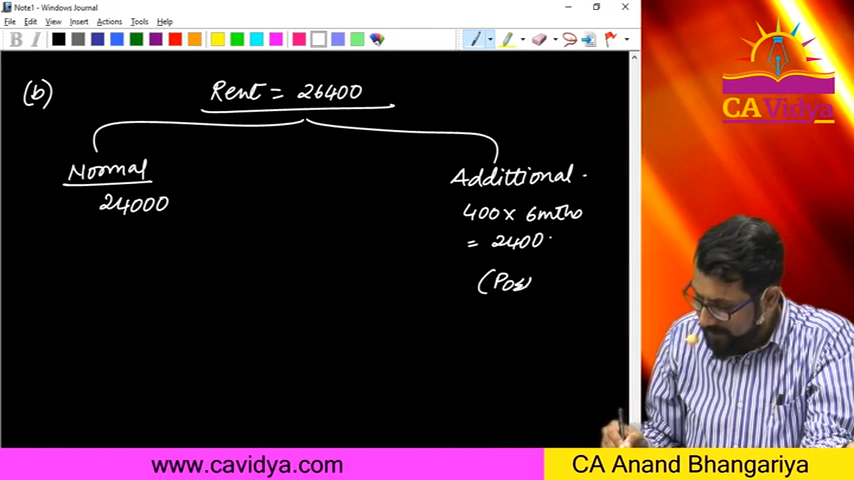 Note1 - Windows Journal
File Edit View Insert Actions Tools Help
B I
(b) Rent = 26400
Normal
24000
Addittional.
400 x 6mths
= 2400.
(Pos
CA Vidya
www.cavidya.com
CA Anand Bhangariya